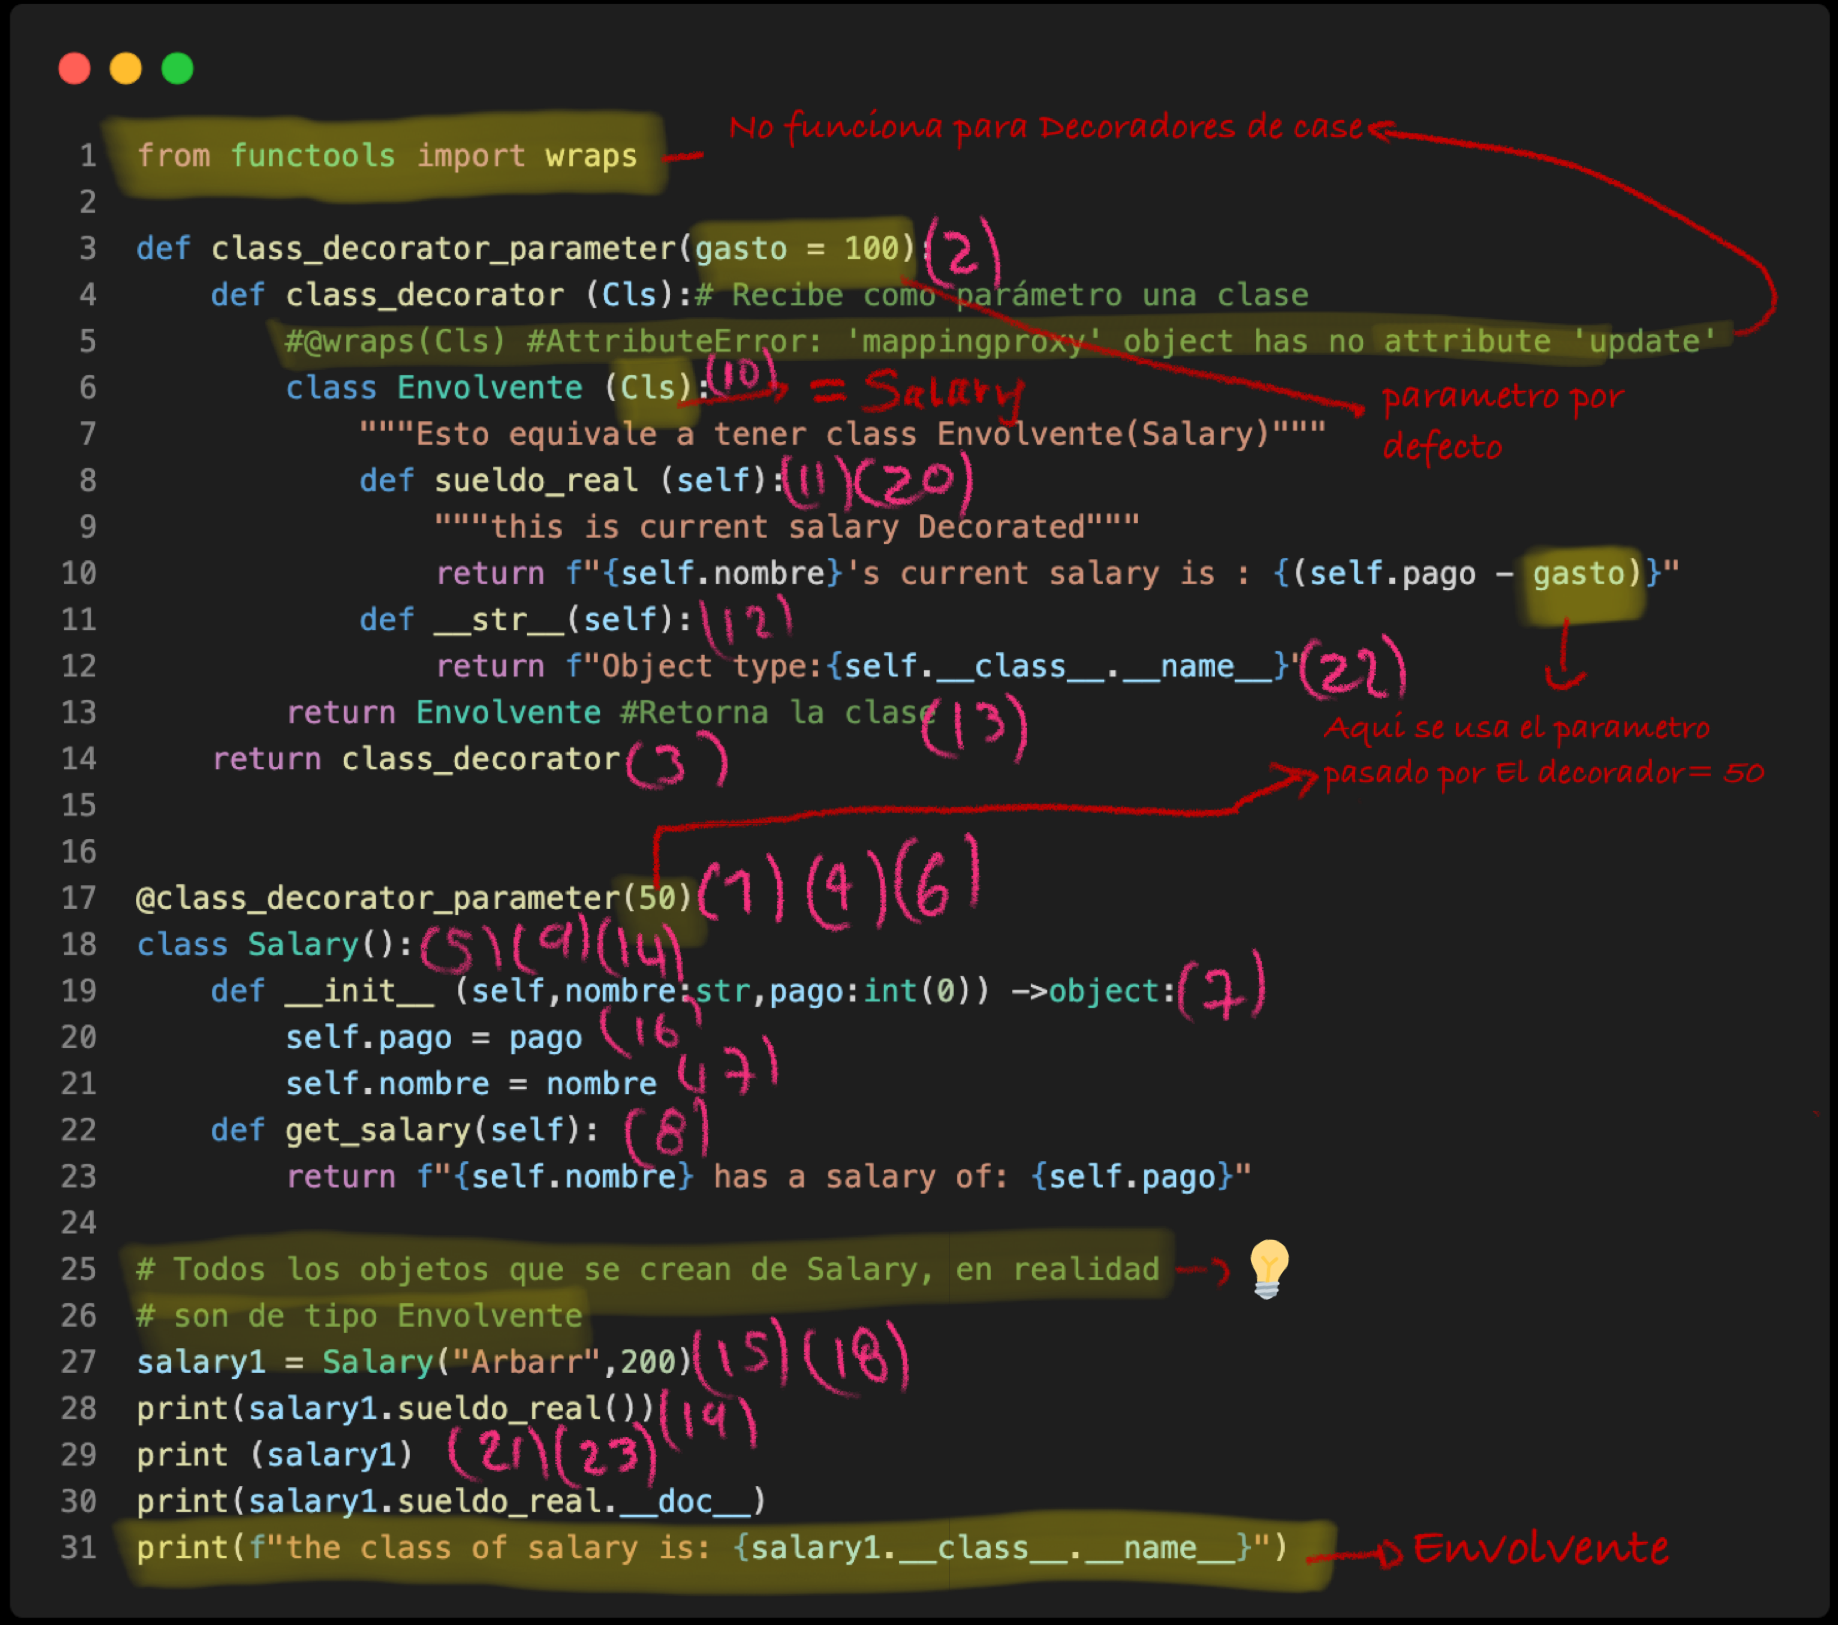 No funciona para Decoradores de case
1 from functools import wraps
2
3 def class_decorator_parameter(gasto = 100): (2)
4 def class_decorator (Cls):# Recibe como parámetro una clase
5 #@wraps(Cls) #AttributeError: 'mappingproxy' object has no attribute 'update'
6 class Envolvente (Cls): (10) = Salary
parametro por
defecto
7 """Esto equivale a tener class Envolvente(Salary)"""
8 def sueldo_real (self): (11) (20)
9 """this is current salary Decorated"""
10 return f"{self.nombre}'s current salary is : {(self.pago - gasto)}"
11 def __str__(self): (12)
12 return f"Object type:{self.__class__.__name__}" (22)
13 return Envolvente #Retorna la clase (13)
Aqui se usa el parametro
pasado por El decorador = 50
14 return class_decorator (3)
15
16
17 @class_decorator_parameter(50) (1) (4) (6)
18 class Salary(): (5) (9) (14)
19 def __init__ (self,nombre:str,pago:int(0)) ->object: (7)
20 self.pago = pago (16)
21 self.nombre = nombre (17)
22 def get_salary(self): (8)
23 return f"{self.nombre} has a salary of: {self.pago}"
24
25 # Todos los objetos que se crean de Salary, en realidad
26 # son de tipo Envolvente
27 salary1 = Salary("Arbarr",200) (15) (18)
28 print(salary1.sueldo_real()) (19)
29 print (salary1) (21) (23)
30 print(salary1.sueldo_real.__doc__)
31 print(f"the class of salary is: {salary1.__class__.__name__}") Envolvente